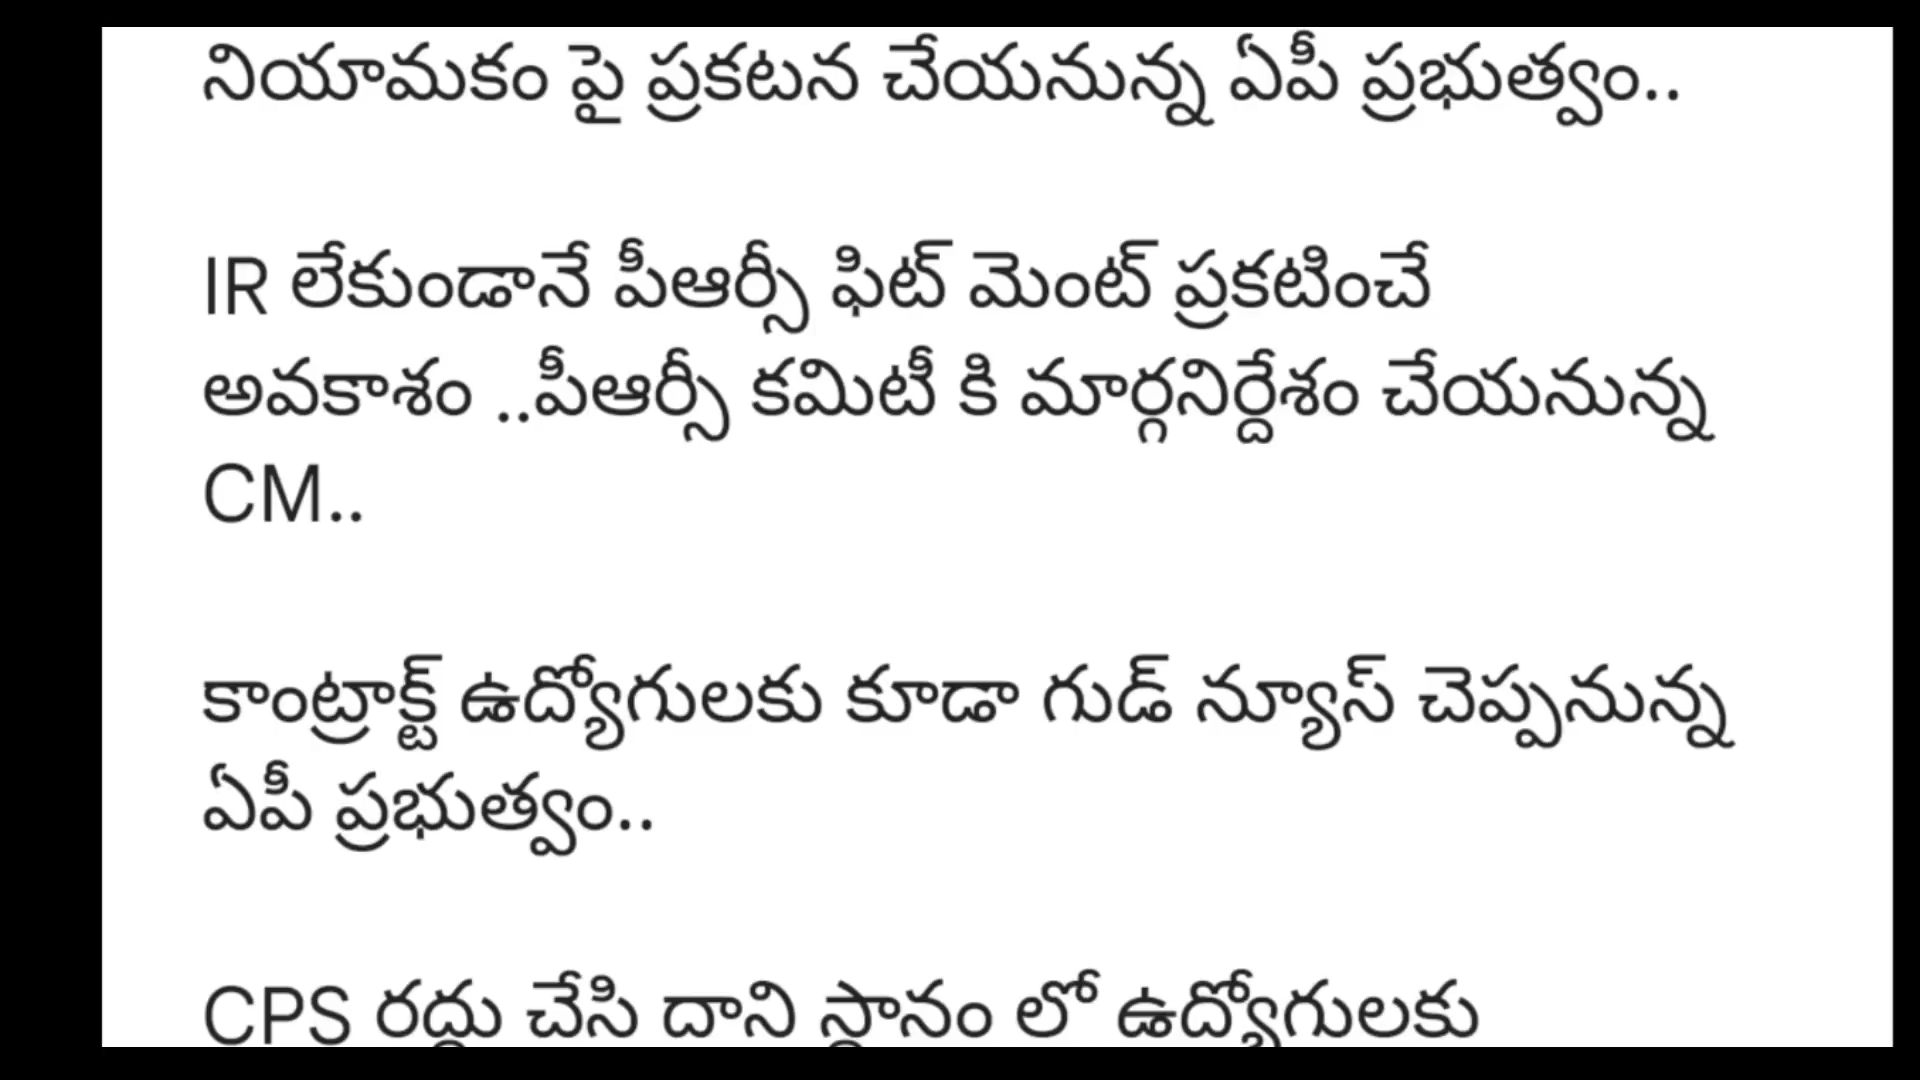 నియామకం పై ప్రకటన చేయనున్న ఏపీ ప్రభుత్వం..
IR లేకుండానే పీఆర్సీ ఫిట్ మెంట్ ప్రకటించే
అవకాశం ..పీఆర్సీ కమిటీ కి మార్గనిర్దేశం చేయనున్న
CM..
కాంట్రాక్ట్ ఉద్యోగులకు కూడా గుడ్ న్యూస్ చెప్పనున్న
ఏపీ ప్రభుత్వం..
CPS రద్దు చేసి దాని స్థానం లో ఉద్యోగులకు